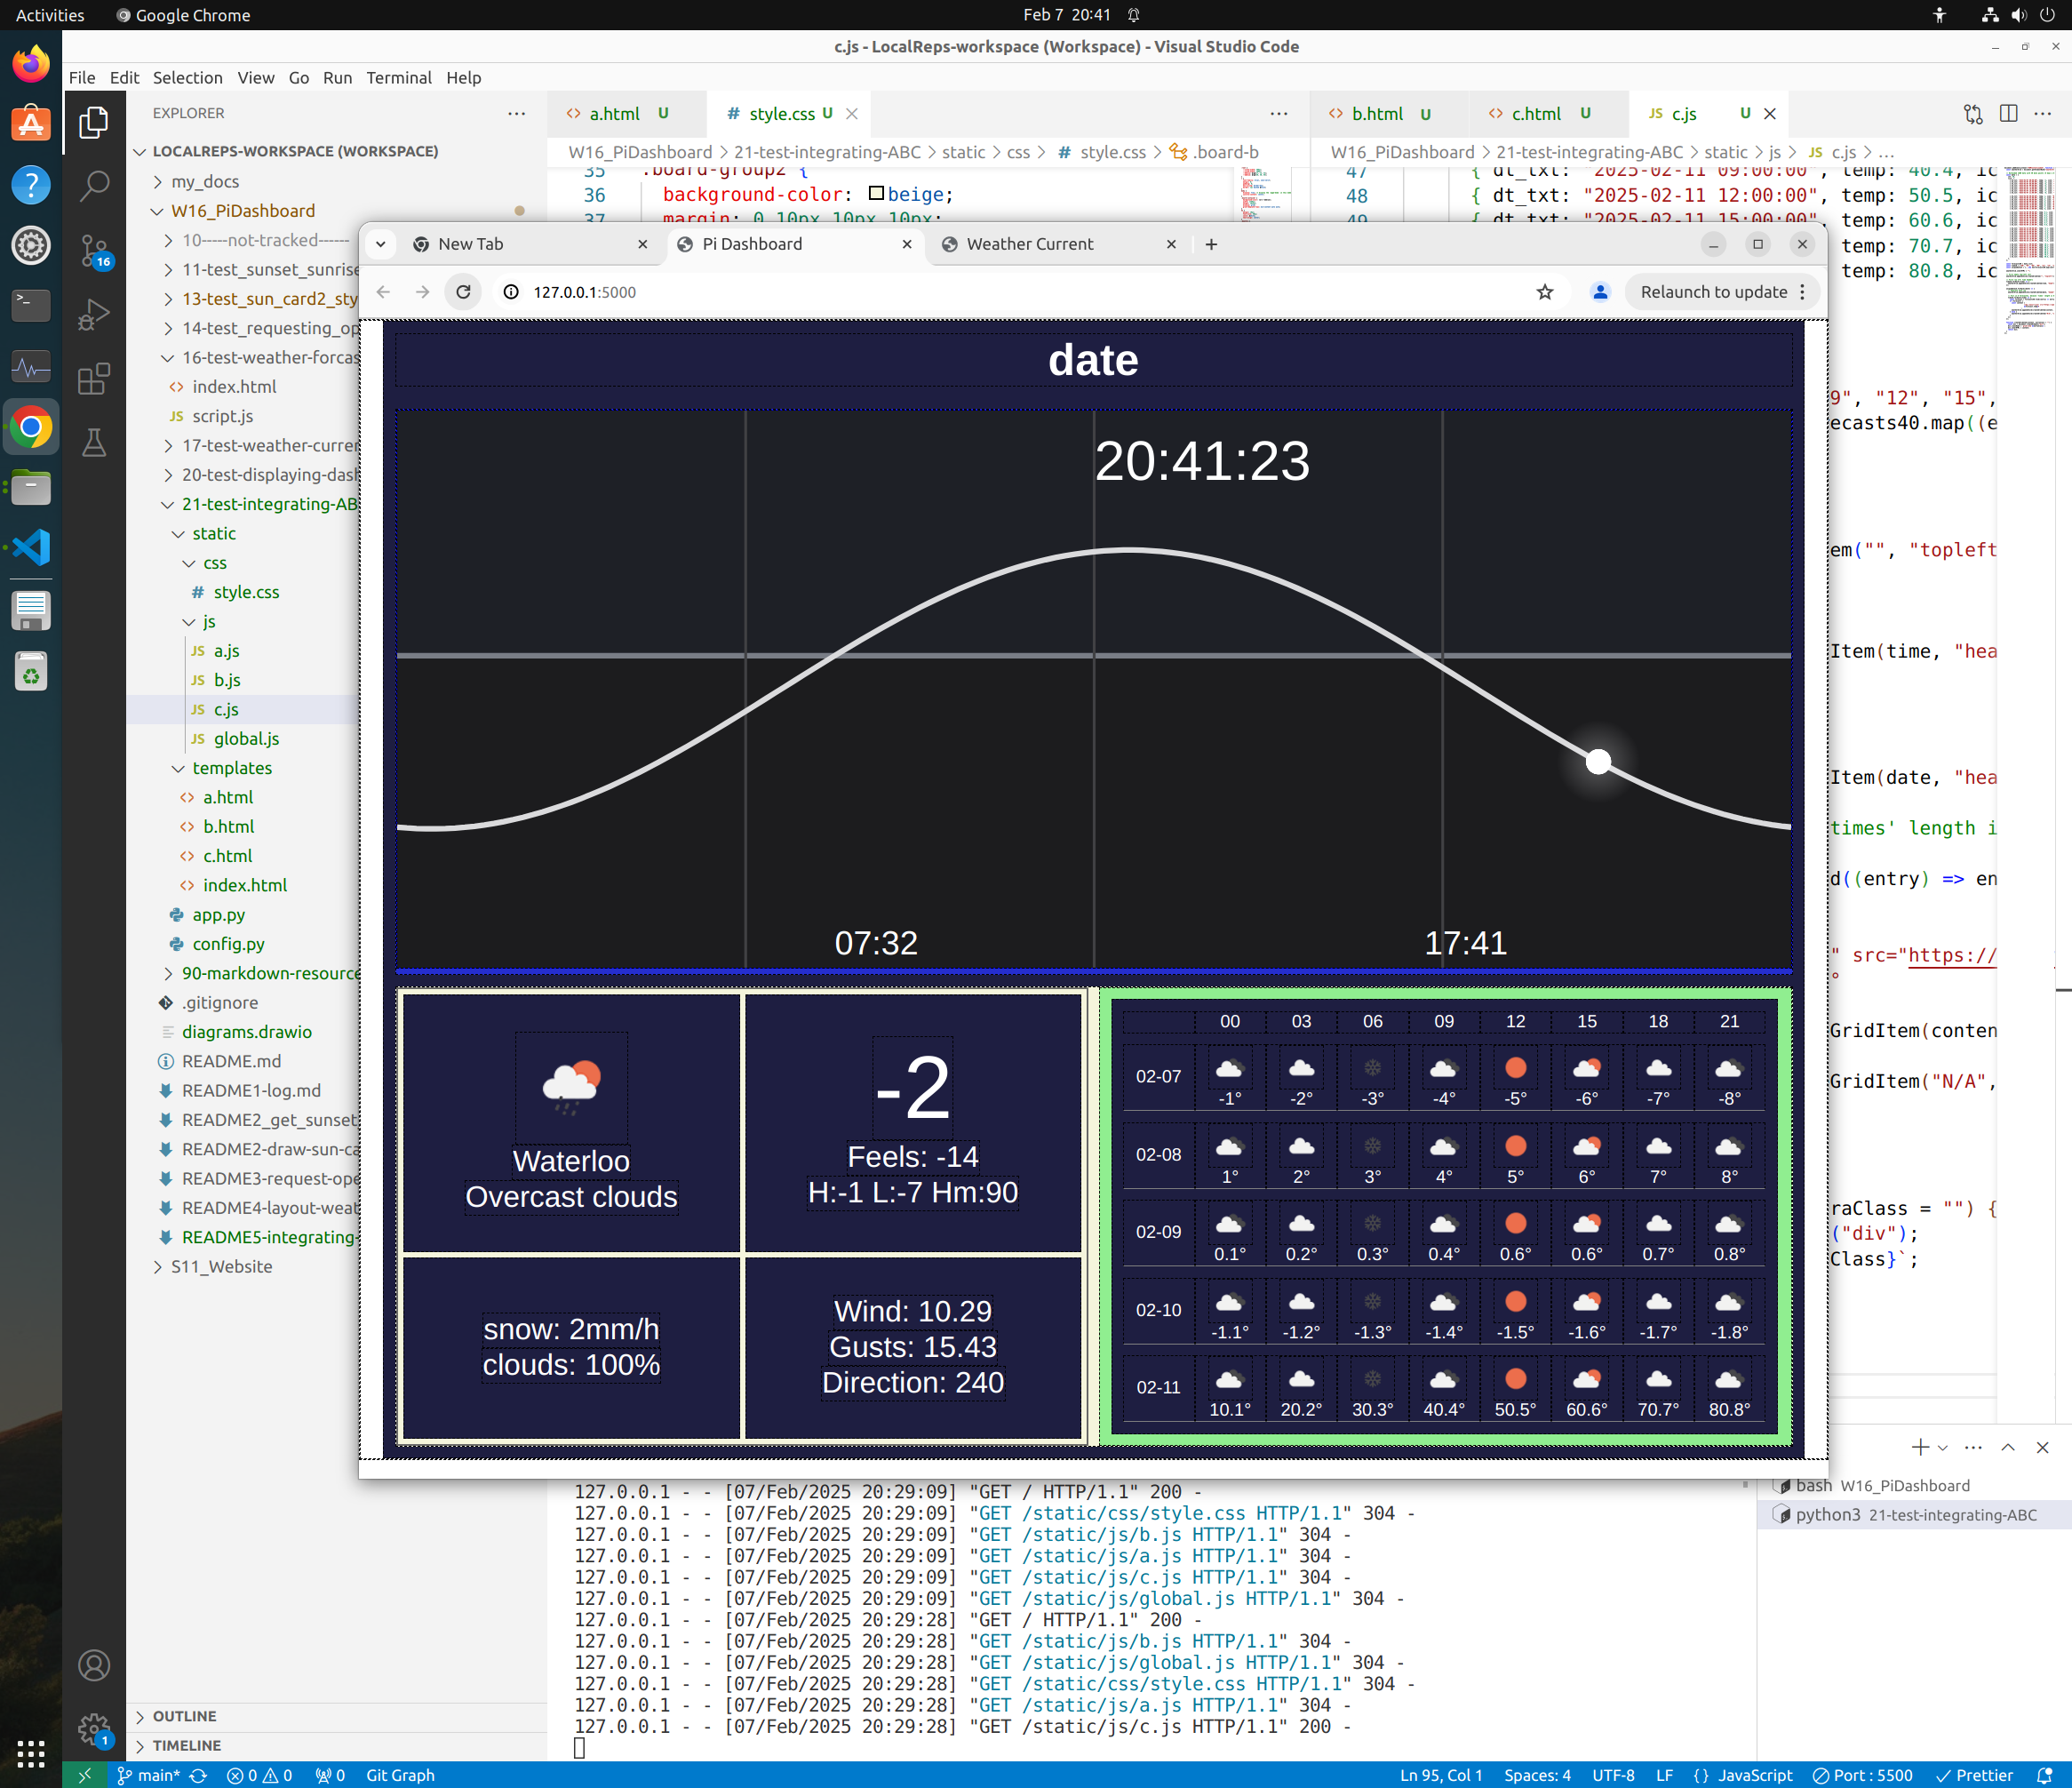 Activities
Google Chrome
Feb 7 20:41
c.js - LocalReps-workspace (Workspace) - Visual Studio Code
File Edit Selection View Go Run Terminal Help
EXPLORER
LOCALREPS-WORKSPACE (WORKSPACE)
my_docs
W16_PiDashboard
10-----not-tracked------
11-test_sunset_sunrise
13-test_sun_card2_sty
14-test_requesting_op
16-test-weather-forcas
index.html
JS script.js
17-test-weather-currer
20-test-displaying-dash
21-test-integrating-AB
static
css
# style.css
js
JS a.js
JS b.js
JS c.js
JS global.js
templates
a.html
b.html
c.html
index.html
app.py
config.py
90-markdown-resource
.gitignore
diagrams.drawio
README.md
README1-log.md
README2_get_sunset
README2-draw-sun-ca
README3-request-ope
README4-layout-weat
README5-integrating-
S11_Website
OUTLINE
TIMELINE
16
1
a.html U
# style.css U
W16_PiDashboard > 21-test-integrating-ABC > static > css > # style.css > .board-b
35 .board-group2 {
36 background-color: beige;
37 margin: 0 10px 10px 10px;
b.html U
c.html U
JS c.js U
W16_PiDashboard > 21-test-integrating-ABC > static > js > JS c.js > ...
47 { dt_txt: "2025-02-11 09:00:00", temp: 40.4, ic
48 { dt_txt: "2025-02-11 12:00:00", temp: 50.5, ic
49 { dt_txt: "2025-02-11 15:00:00", temp: 60.6, ic
temp: 70.7, ic
temp: 80.8, ic
9", "12", "15",
ecasts40.map((e
em("", "topleft
Item(time, "hea
Item(date, "hea
times' length i
d((entry) => en
" src="https://
°
GridItem(conten
GridItem("N/A",
raClass = "") {
("div");
Class}`;
New Tab
Pi Dashboard
Weather Current
127.0.0.1:5000
Relaunch to update
date
20:41:23
07:32
17:41
Waterloo
Overcast clouds
-2
Feels: -14
H:-1 L:-7 Hm:90
snow: 2mm/h
clouds: 100%
Wind: 10.29
Gusts: 15.43
Direction: 240
00 03 06 09 12 15 18 21
02-07 -1° -2° -3° -4° -5° -6° -7° -8°
02-08 1° 2° 3° 4° 5° 6° 7° 8°
02-09 0.1° 0.2° 0.3° 0.4° 0.6° 0.6° 0.7° 0.8°
02-10 -1.1° -1.2° -1.3° -1.4° -1.5° -1.6° -1.7° -1.8°
02-11 10.1° 20.2° 30.3° 40.4° 50.5° 60.6° 70.7° 80.8°
127.0.0.1 - - [07/Feb/2025 20:29:09] "GET / HTTP/1.1" 200 -
127.0.0.1 - - [07/Feb/2025 20:29:09] "GET /static/css/style.css HTTP/1.1" 304 -
127.0.0.1 - - [07/Feb/2025 20:29:09] "GET /static/js/b.js HTTP/1.1" 304 -
127.0.0.1 - - [07/Feb/2025 20:29:09] "GET /static/js/a.js HTTP/1.1" 304 -
127.0.0.1 - - [07/Feb/2025 20:29:09] "GET /static/js/c.js HTTP/1.1" 304 -
127.0.0.1 - - [07/Feb/2025 20:29:09] "GET /static/js/global.js HTTP/1.1" 304 -
127.0.0.1 - - [07/Feb/2025 20:29:28] "GET / HTTP/1.1" 200 -
127.0.0.1 - - [07/Feb/2025 20:29:28] "GET /static/js/b.js HTTP/1.1" 304 -
127.0.0.1 - - [07/Feb/2025 20:29:28] "GET /static/js/global.js HTTP/1.1" 304 -
127.0.0.1 - - [07/Feb/2025 20:29:28] "GET /static/css/style.css HTTP/1.1" 304 -
127.0.0.1 - - [07/Feb/2025 20:29:28] "GET /static/js/a.js HTTP/1.1" 304 -
127.0.0.1 - - [07/Feb/2025 20:29:28] "GET /static/js/c.js HTTP/1.1" 200 -
bash W16_PiDashboard
python3 21-test-integrating-ABC
main* 0 0 0 Git Graph
Ln 95, Col 1 Spaces: 4 UTF-8 LF {} JavaScript Port : 5500 Prettier